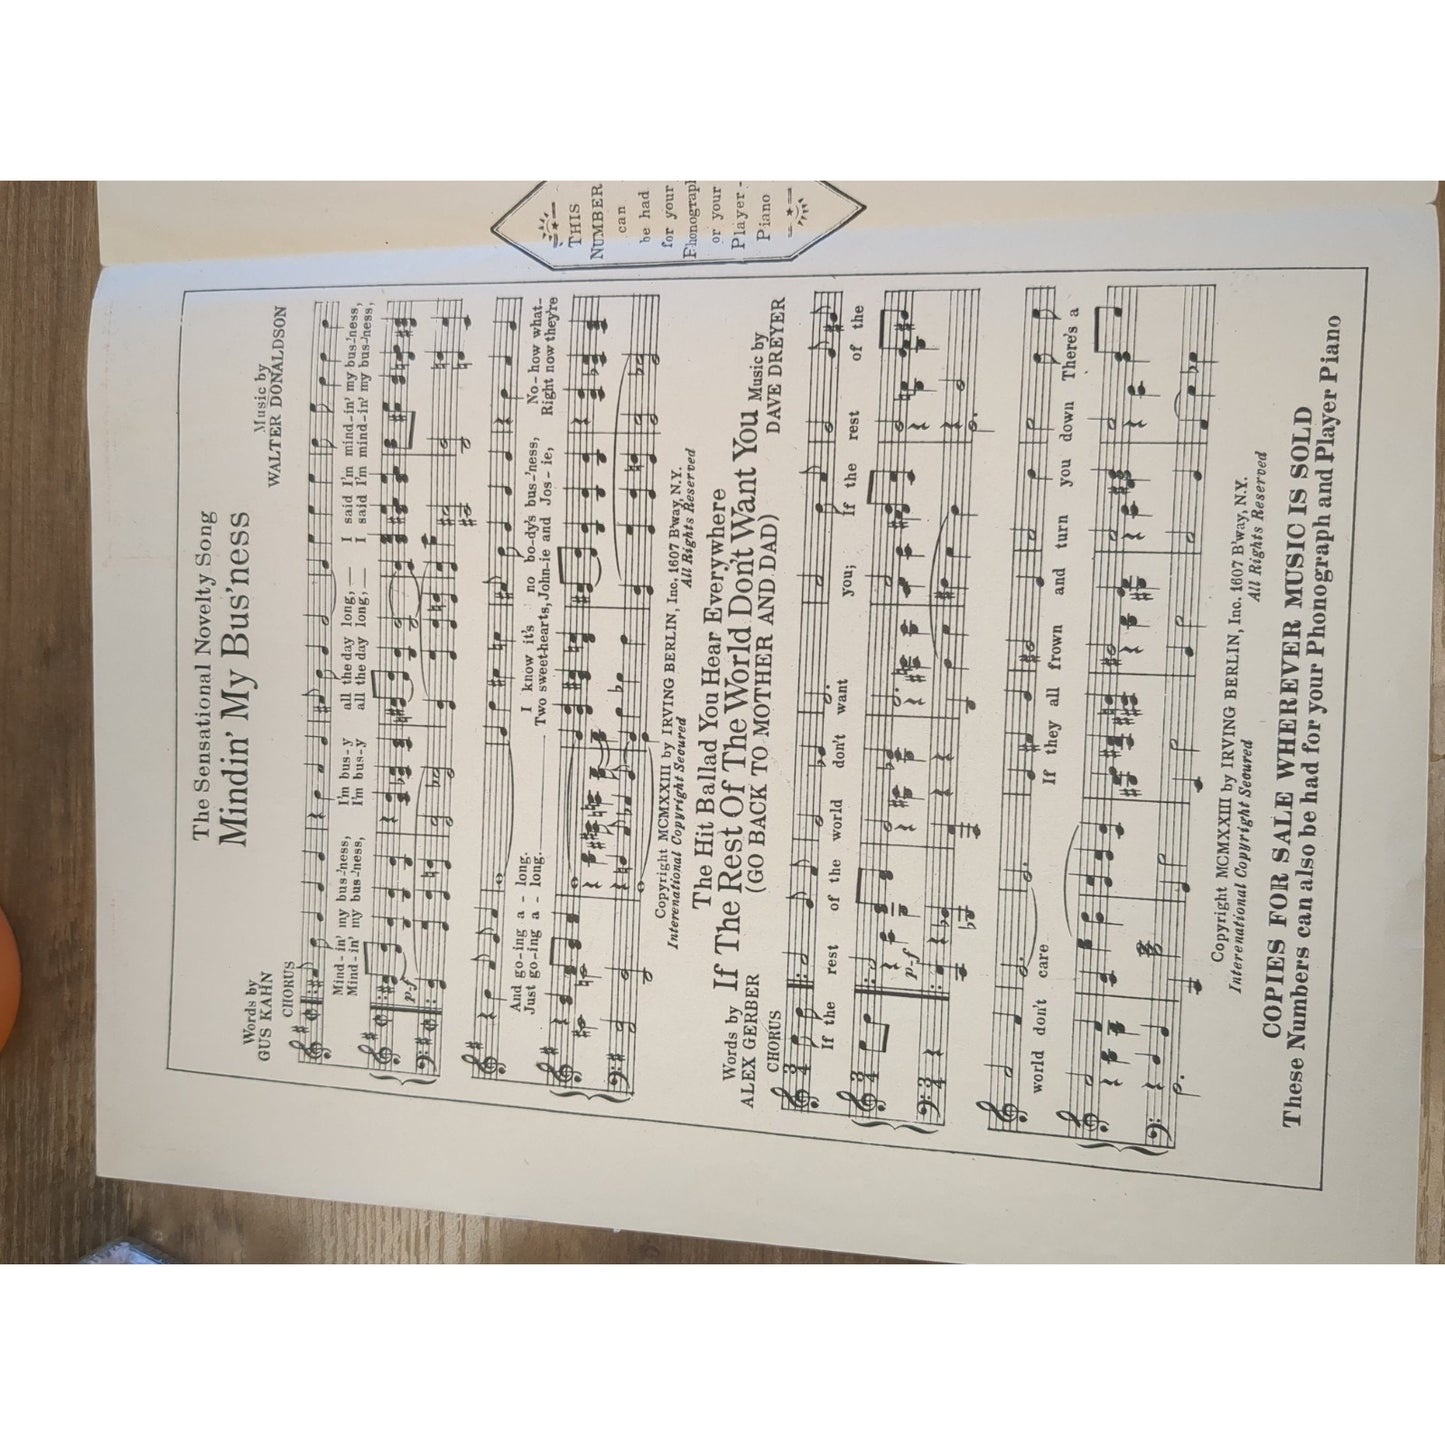 The Sensational Novelty Song
Mindin' My Bus'ness
Words by
GUS KAHN
Music by
WALTER DONALDSON
CHORUS
Mind-in' my bus-'ness, I'm bus-y all the day long,— I said I'm mind-in' my bus-'ness,
Mind-in' my bus-'ness, I'm bus-y all the day long,— I said I'm mind-in' my bus-'ness,
p-f
And go-ing a - long. I know it's no bo-dy's bus-'ness, No-how what-
Just go-ing a - long. Two sweet-hearts, John-ie and Jos-ie, Right now they're
Copyright MCMXXIII by IRVING BERLIN, Inc., 1607 B'way, N.Y.
Interenational Copyright Secured All Rights Reserved
The Hit Ballad You Hear Everywhere
If The Rest Of The World Don't Want You
(GO BACK TO MOTHER AND DAD)
Words by
ALEX GERBER
Music by
DAVE DREYER
CHORUS
3/4
If the rest of the world don't want you; If the rest of the
3/4
p-f
3/4
world don't care If they all frown and turn you down There's a
Copyright MCMXXIII by IRVING BERLIN, Inc. 1607 B'way, N.Y.
Interenational Copyright Secured All Rights Reserved
COPIES FOR SALE WHEREVER MUSIC IS SOLD
These Numbers can also be had for your Phonograph and Player Piano
THIS
NUMBER
can
be had
for your
Phonograph
or your
Player-
Piano